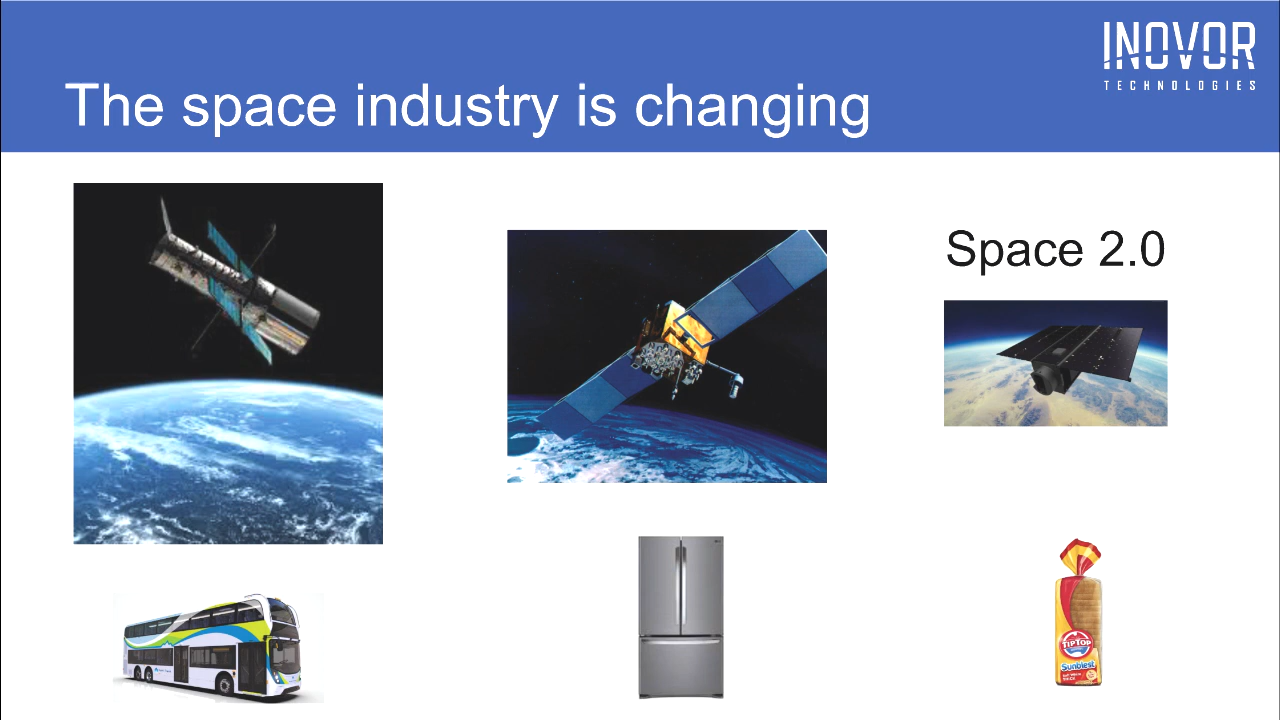 INOVOR
TECHNOLOGIES
The space industry is changing
Space 2.0
TIPTOP
Sunblest